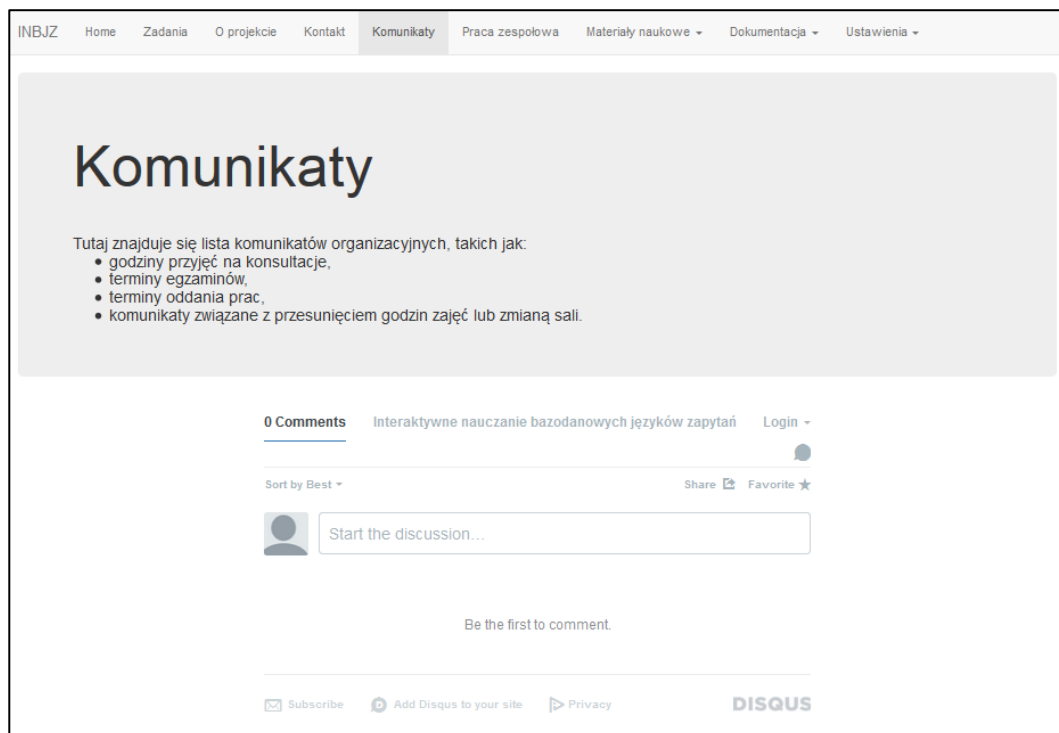 INBJZ Home Zadania O projekcie Kontakt Komunikaty Praca zespołowa Materiały naukowe Dokumentacja Ustawienia
Komunikaty
Tutaj znajduje się lista komunikatów organizacyjnych, takich jak:
• godziny przyjęć na konsultacje,
• terminy egzaminów,
• terminy oddania prac,
• komunikaty związane z przesunięciem godzin zajęć lub zmianą sali.
0 Comments Interaktywne nauczanie bazodanowych języków zapytań Login
Sort by Best Share Favorite
Start the discussion...
Be the first to comment.
Subscribe Add Disqus to your site Privacy DISQUS